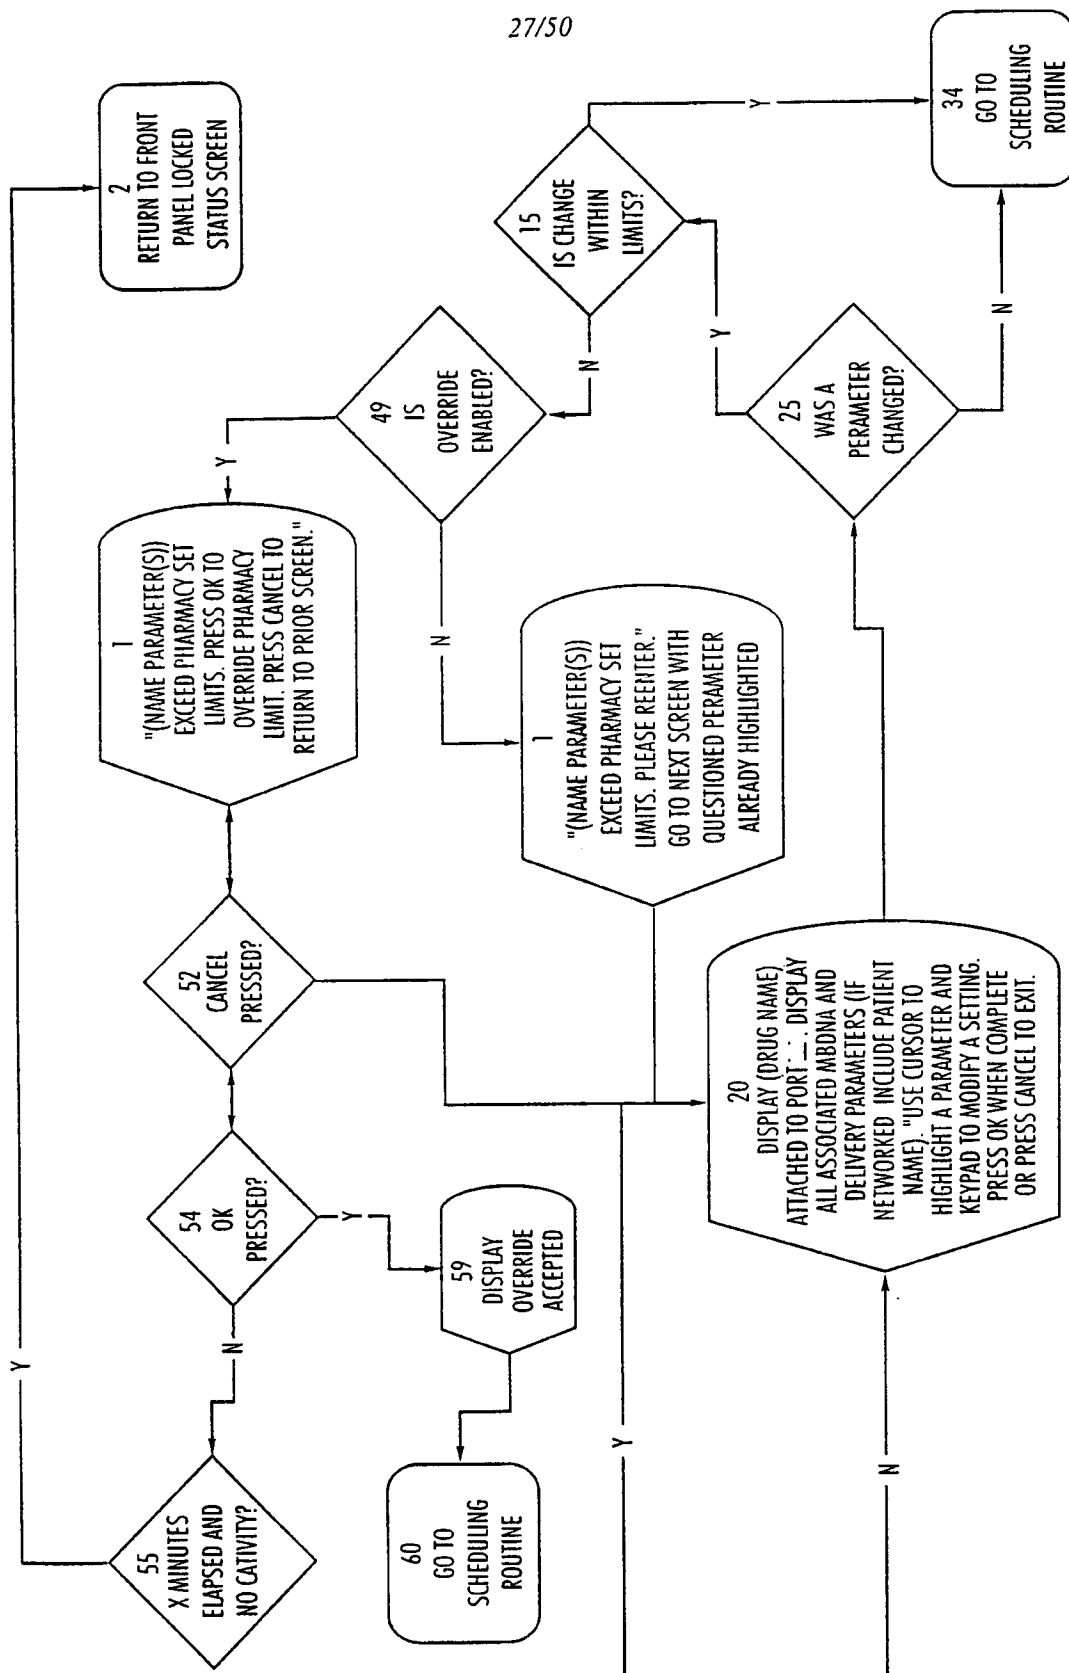 27/50
Y
2
RETURN TO FRONT
PANEL LOCKED
STATUS SCREEN
55
X MINUTES
ELAPSED AND
NO CATIVITY?
N
54
OK
PRESSED?
Y
52
CANCEL
PRESSED?
1
"(NAME PARAMETER(S))
EXCEED PHARMACY SET
LIMITS. PRESS OK TO
OVERRIDE PHARMACY
LIMIT. PRESS CANCEL TO
RETURN TO PRIOR SCREEN."
Y
49
IS
OVERRIDE
ENABLED?
N
N
15
IS CHANGE
WITHIN
LIMITS?
Y
60
GO TO
SCHEDULING
ROUTINE
59
DISPLAY
OVERRIDE
ACCEPTED
1
"(NAME PARAMETER(S))
EXCEED PHARMACY SET
LIMITS. PLEASE REENTER."
GO TO NEXT SCREEN WITH
QUESTIONED PERAMETER
ALREADY HIGHLIGHTED
Y
Y
N
20
DISPLAY (DRUG NAME)
ATTACHED TO PORT __. DISPLAY
ALL ASSOCIATED MBDNA AND
DELIVERY PARAMETERS (IF
NETWORKED INCLUDE PATIENT
NAME). "USE CURSOR TO
HIGHLIGHT A PARAMETER AND
KEYPAD TO MODIFY A SETTING.
PRESS OK WHEN COMPLETE
OR PRESS CANCEL TO EXIT.
25
WAS A
PERAMETER
CHANGED?
N
34
GO TO
SCHEDULING
ROUTINE